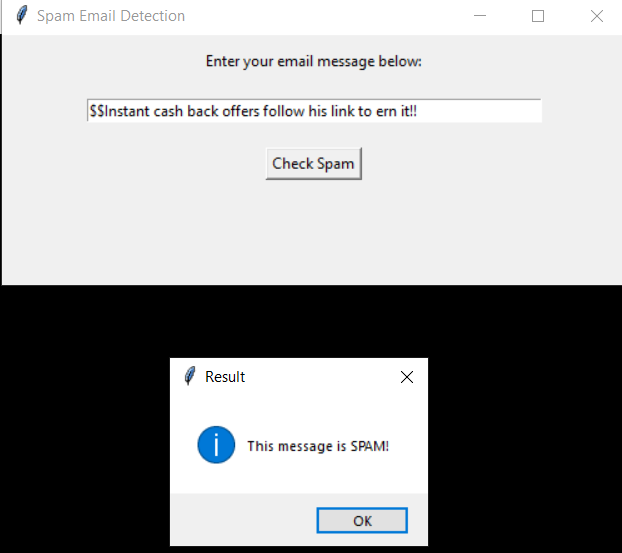 Spam Email Detection
Enter your email message below:
$$Instant cash back offers follow his link to ern it!!
Check Spam
Result
This message is SPAM!
OK